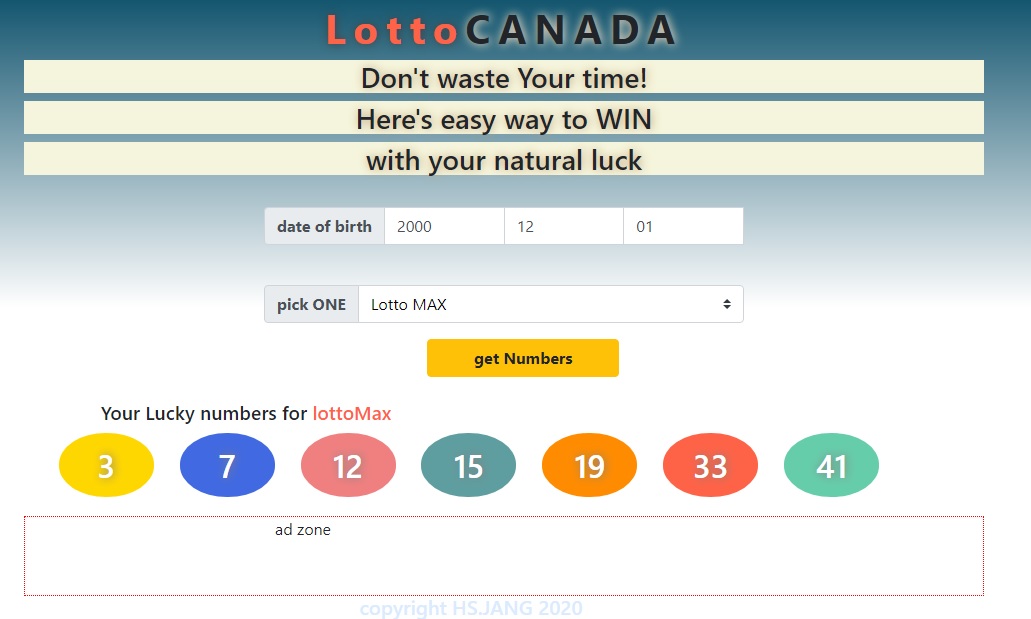 LottoCANADA
Don't waste Your time!
Here's easy way to WIN
with your natural luck
date of birth 2000 12 01
pick ONE Lotto MAX
get Numbers
Your Lucky numbers for lottoMax
3 7 12 15 19 33 41
ad zone
copyright HS.JANG 2020